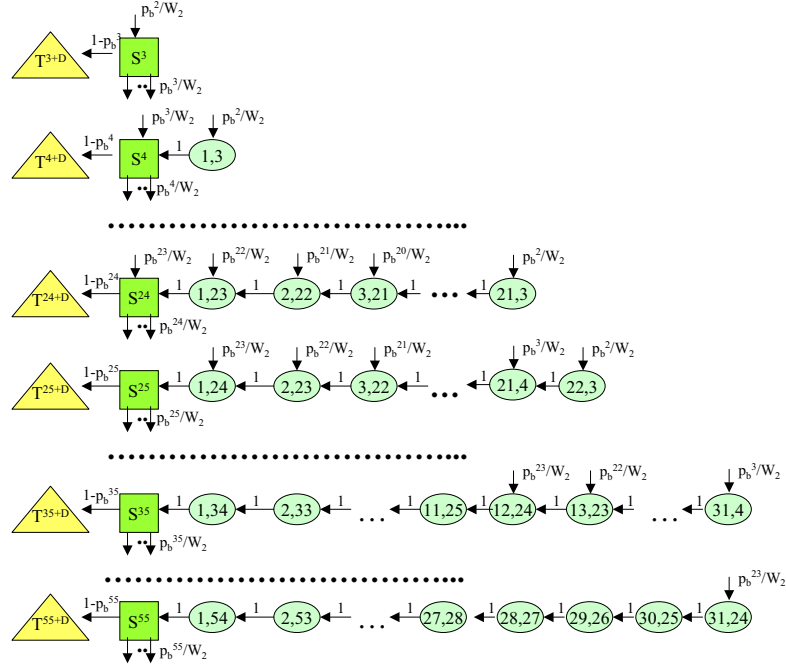 p_b^2/W_2
T^{3+D} 1-p_b^3 S^3
p_b^3/W_2
p_b^3/W_2 p_b^2/W_2
T^{4+D} 1-p_b^4 S^4 1 1,3
p_b^4/W_2
p_b^{23}/W_2 p_b^{22}/W_2 p_b^{21}/W_2 p_b^{20}/W_2 p_b^2/W_2
T^{24+D} 1-p_b^{24} S^{24} 1 1,23 1 2,22 1 3,21 1 ... 1 21,3
p_b^{24}/W_2
p_b^{23}/W_2 p_b^{22}/W_2 p_b^{21}/W_2 p_b^3/W_2 p_b^2/W_2
T^{25+D} 1-p_b^{25} S^{25} 1 1,24 1 2,23 1 3,22 1 ... 1 21,4 1 22,3
p_b^{25}/W_2
p_b^{23}/W_2 p_b^{22}/W_2 p_b^3/W_2
T^{35+D} 1-p_b^{35} S^{35} 1 1,34 1 2,33 1 ... 1 11,25 1 12,24 1 13,23 1 ... 1 31,4
p_b^{35}/W_2
p_b^{23}/W_2
T^{55+D} 1-p_b^{55} S^{55} 1 1,54 1 2,53 1 ... 1 27,28 1 28,27 1 29,26 1 30,25 1 31,24
p_b^{55}/W_2